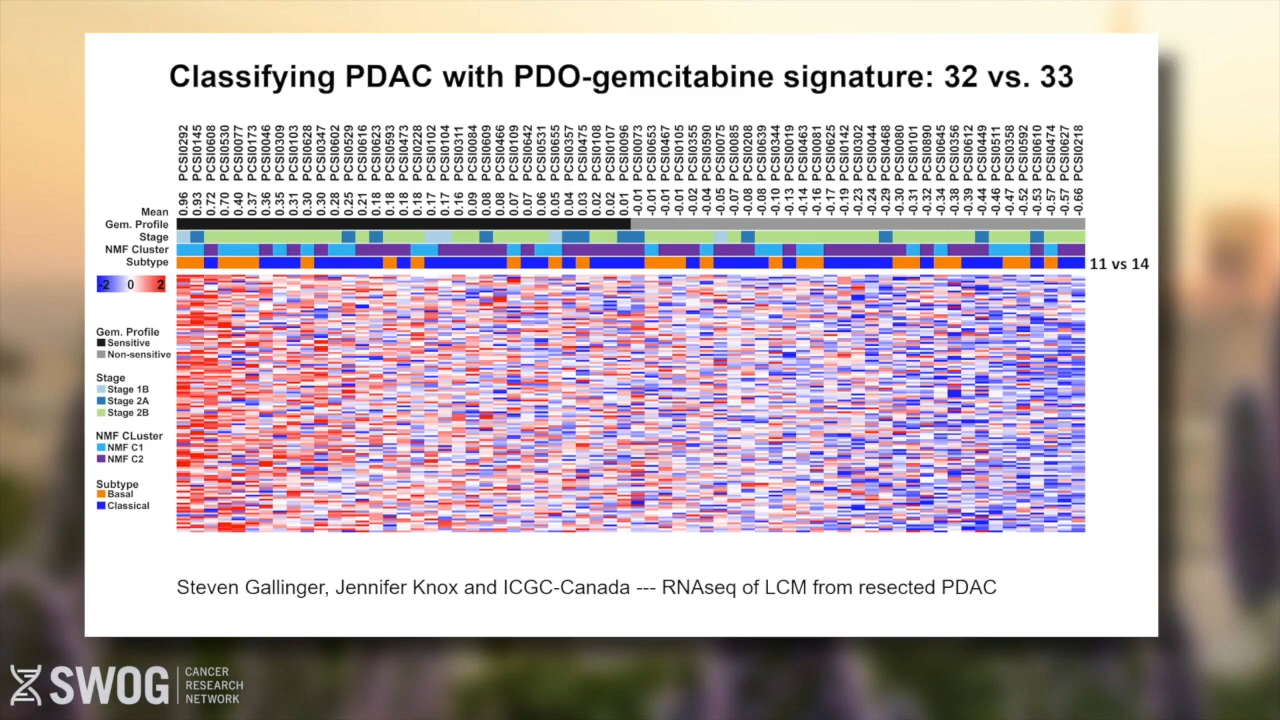 Classifying PDAC with PDO-gemcitabine signature: 32 vs. 33
0.96 PCSI0292
0.93 PCSI0145
0.72 PCSI0608
0.70 PCSI0330
0.40 PCSI0077
0.37 PCSI0173
0.36 PCSI0046
0.35 PCSI0309
0.31 PCSI0103
0.30 PCSI0628
0.30 PCSI0347
0.28 PCSI0602
0.25 PCSI0529
0.21 PCSI0616
0.18 PCSI0623
0.18 PCSI0593
0.18 PCSI0473
0.18 PCSI0228
0.17 PCSI0102
0.17 PCSI0104
0.16 PCSI0311
0.09 PCSI0084
0.08 PCSI0609
0.08 PCSI0466
0.07 PCSI0109
0.07 PCSI0642
0.06 PCSI0531
0.05 PCSI0655
0.04 PCSI0357
0.03 PCSI0475
0.02 PCSI0108
0.02 PCSI0107
0.01 PCSI0096
-0.01 PCSI0073
-0.01 PCSI0653
-0.01 PCSI0467
-0.01 PCSI0105
-0.02 PCSI0355
-0.04 PCSI0590
-0.05 PCSI0075
-0.07 PCSI0085
-0.08 PCSI0208
-0.08 PCSI0639
-0.10 PCSI0344
-0.13 PCSI0019
-0.14 PCSI0463
-0.16 PCSI0081
-0.17 PCSI0625
-0.19 PCSI0142
-0.23 PCSI0302
-0.24 PCSI0044
-0.29 PCSI0468
-0.30 PCSI0080
-0.31 PCSI0101
-0.32 PCSI0890
-0.34 PCSI0645
-0.38 PCSI0356
-0.39 PCSI0612
-0.44 PCSI0449
-0.46 PCSI0511
-0.47 PCSI0358
-0.52 PCSI0592
-0.53 PCSI0610
-0.57 PCSI0474
-0.57 PCSI0627
-0.66 PCSI0218
Mean
Gem. Profile
Stage
NMF Cluster
Subtype
11 vs 14
-2 0 2
Gem. Profile
Sensitive
Non-sensitive
Stage
Stage 1B
Stage 2A
Stage 2B
NMF CLuster
NMF C1
NMF C2
Subtype
Basal
Classical
Steven Gallinger, Jennifer Knox and ICGC-Canada --- RNAseq of LCM from resected PDAC
SWOG
CANCER
RESEARCH
NETWORK